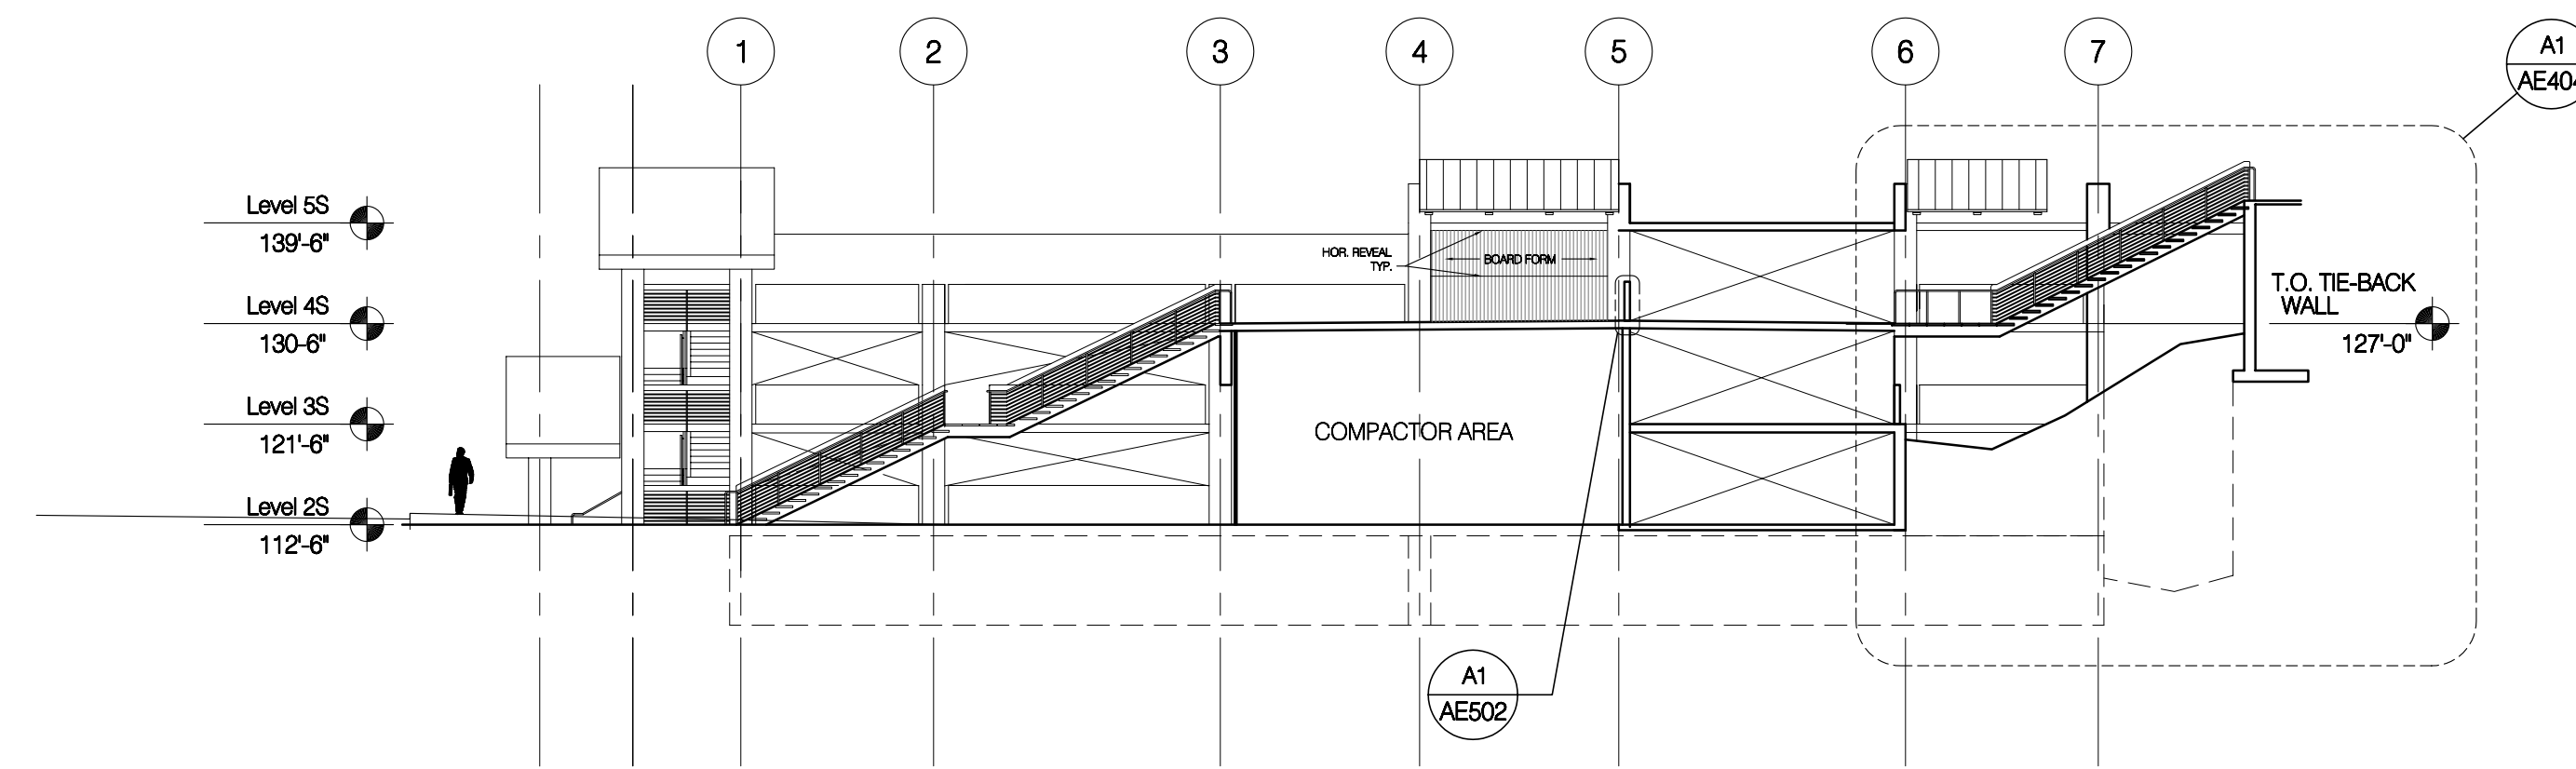 1 2 3 4 5 6 7
A1
AE404
Level 5S
139'-6"
HOR. REVEAL
TYP.
BOARD FORM
Level 4S
130-6"
T.O. TIE-BACK
WALL
127'-0"
Level 3S
121'-6"
COMPACTOR AREA
Level 2S
112'-6"
A1
AE502